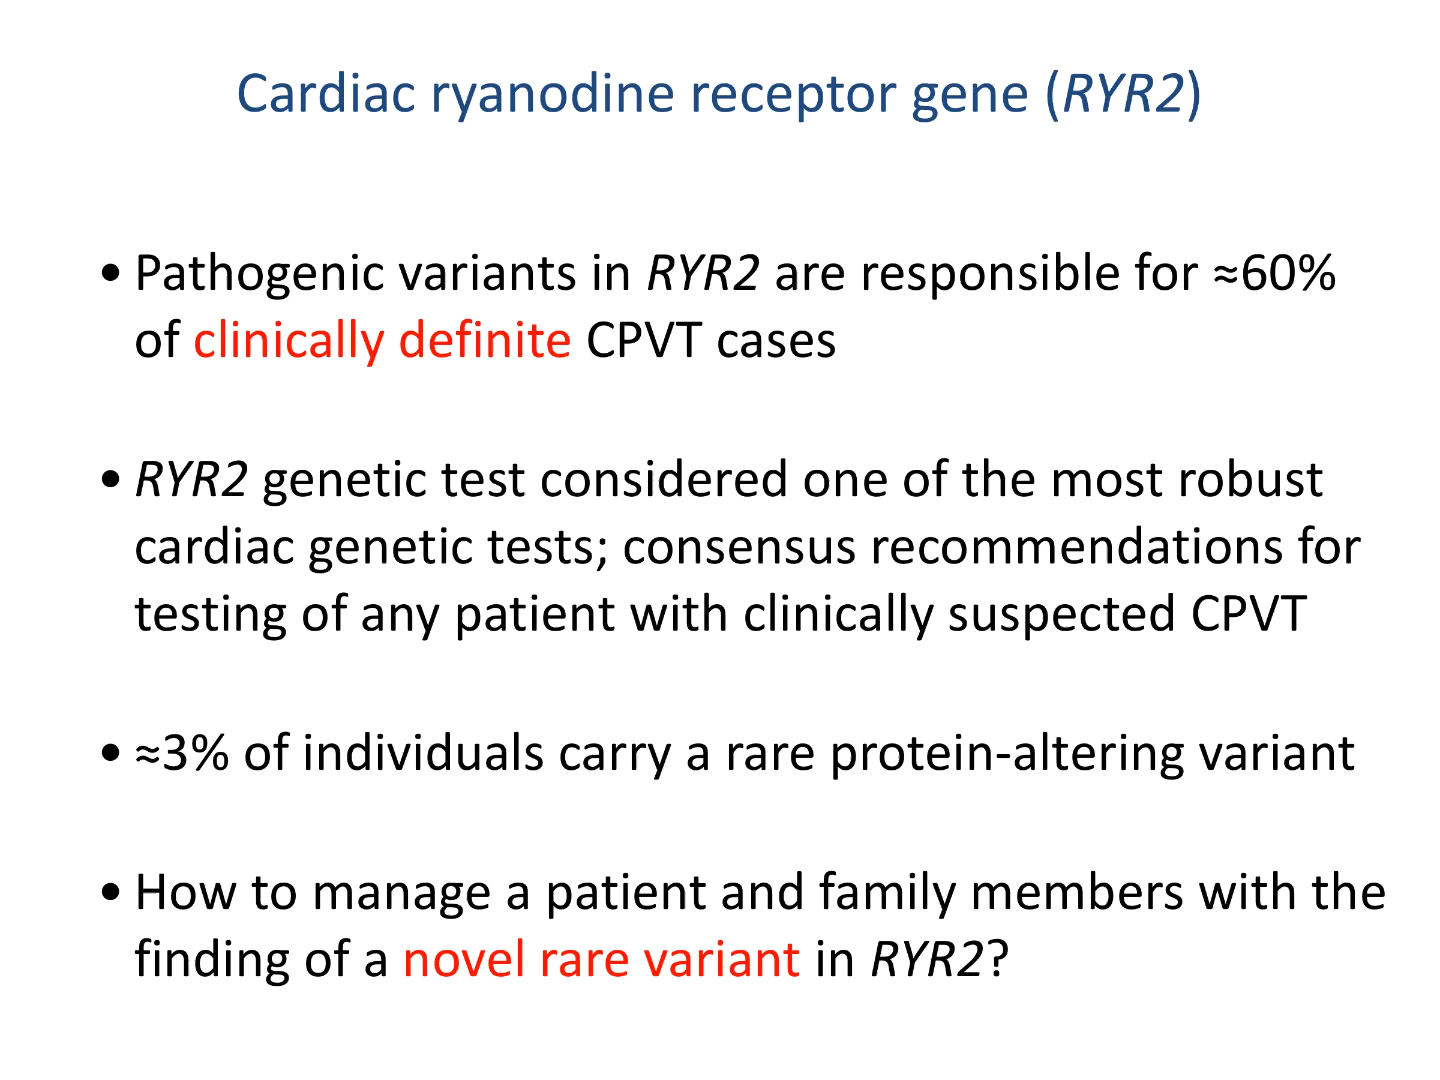 Cardiac ryanodine receptor gene (RYR2)
• Pathogenic variants in RYR2 are responsible for ≈60%
of clinically definite CPVT cases
• RYR2 genetic test considered one of the most robust
cardiac genetic tests; consensus recommendations for
testing of any patient with clinically suspected CPVT
• ≈3% of individuals carry a rare protein-altering variant
• How to manage a patient and family members with the
finding of a novel rare variant in RYR2?